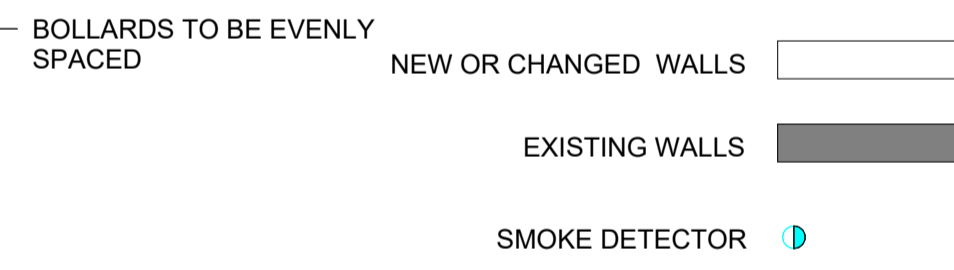 BOLLARDS TO BE EVENLY
SPACED
NEW OR CHANGED  WALLS
EXISTING WALLS
SMOKE DETECTOR